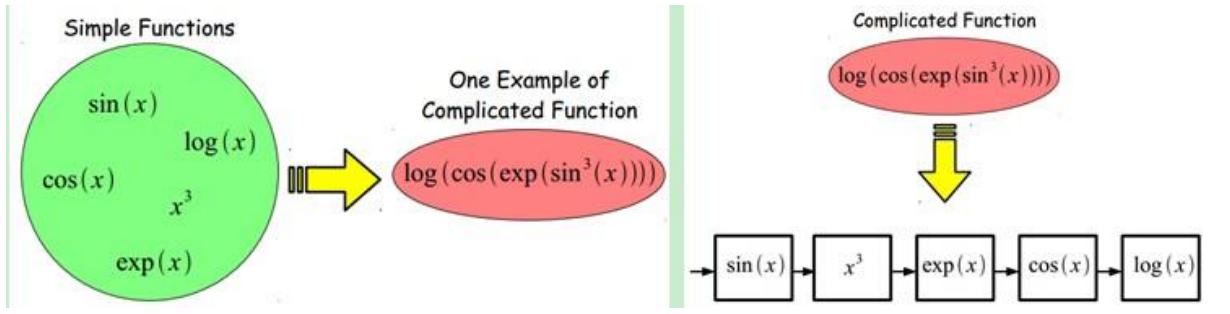 Simple Functions
sin(x)
log(x)
cos(x)
x³
exp(x)
One Example of
Complicated Function
log(cos(exp(sin³(x))))
Complicated Function
log(cos(exp(sin³(x))))
sin(x) x³ exp(x) cos(x) log(x)